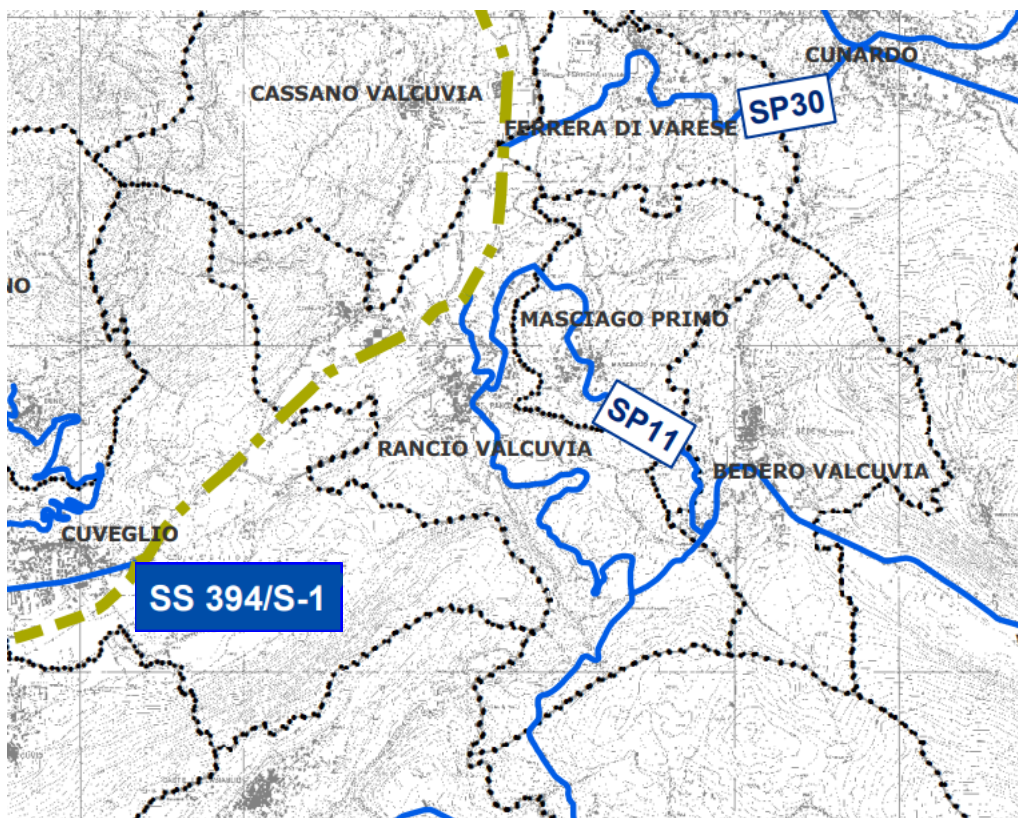 CUNARDO
CASSANO VALCUVIA
SP30
FERRERA DI VARESE
NO
MASCIAGO PRIMO
SP11
RANCIO VALCUVIA
BEDERO VALCUVIA
CUVEGLIO
SS 394/S-1